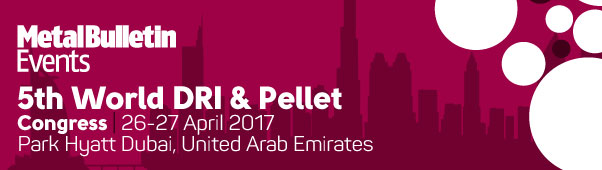 MetalBulletin
Events
5th World DRI & Pellet
Congress | 26-27 April 2017
Park Hyatt Dubai, United Arab Emirates